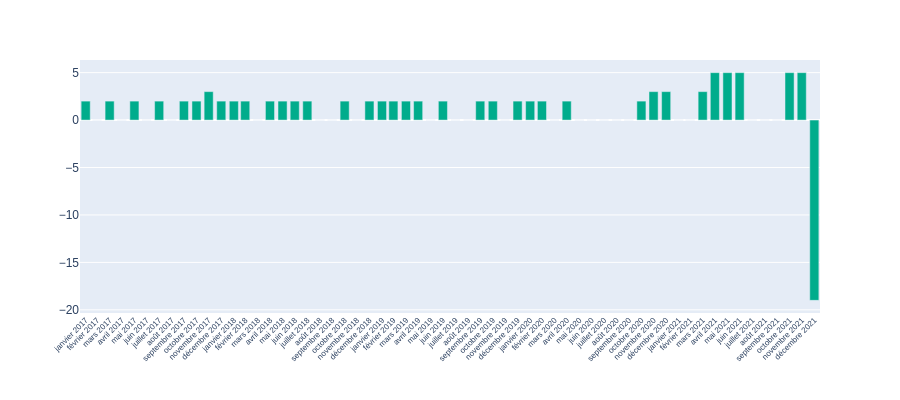 5
0
−5
−10
−15
−20
janvier 2017
février 2017
mars 2017
avril 2017
mai 2017
juin 2017
juillet 2017
août 2017
septembre 2017
octobre 2017
novembre 2017
décembre 2017
janvier 2018
février 2018
mars 2018
avril 2018
mai 2018
juin 2018
juillet 2018
août 2018
septembre 2018
octobre 2018
novembre 2018
décembre 2018
janvier 2019
février 2019
mars 2019
avril 2019
mai 2019
juin 2019
juillet 2019
août 2019
septembre 2019
octobre 2019
novembre 2019
décembre 2019
janvier 2020
février 2020
mars 2020
avril 2020
mai 2020
juin 2020
juillet 2020
août 2020
septembre 2020
octobre 2020
novembre 2020
décembre 2020
janvier 2021
février 2021
mars 2021
avril 2021
mai 2021
juin 2021
juillet 2021
août 2021
septembre 2021
octobre 2021
novembre 2021
décembre 2021